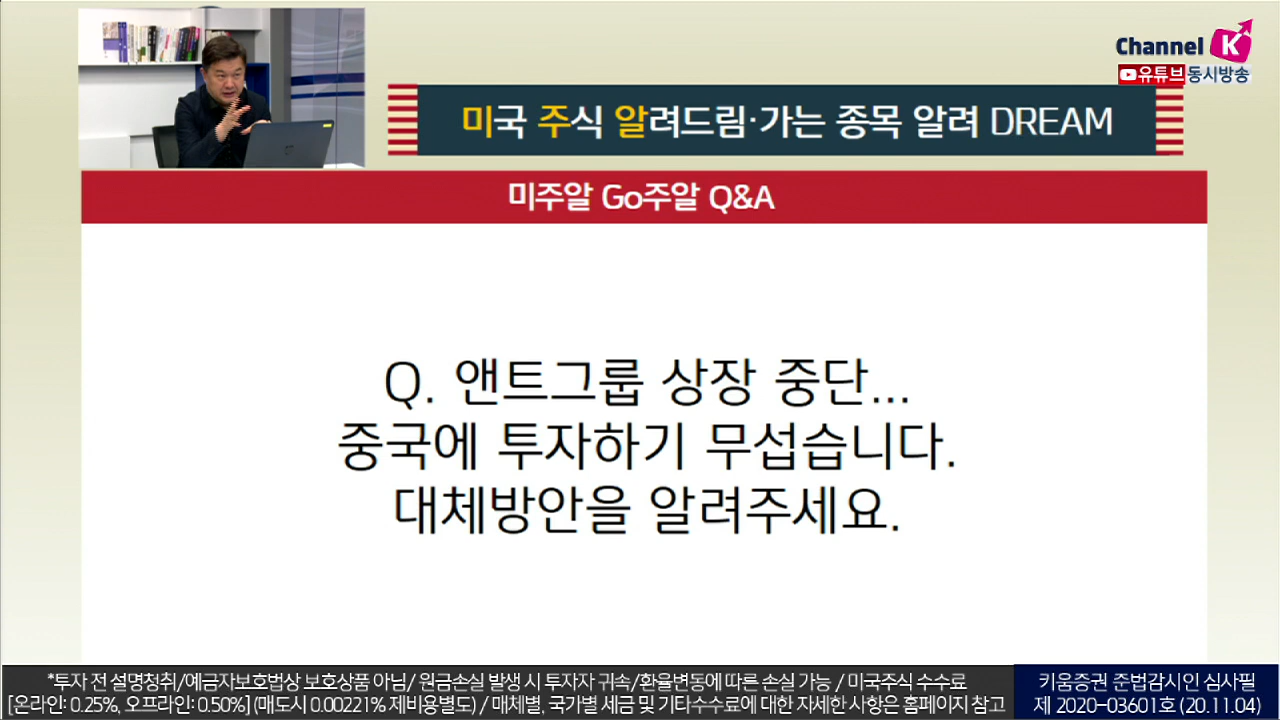 Channel K
유튜브동시방송
미국 주식 알려드림·가는 종목 알려 DREAM
미주알 Go주알 Q&A
Q. 앤트그룹 상장 중단...
중국에 투자하기 무섭습니다.
대체방안을 알려주세요.
*투자 전 설명청취/예금자보호법상 보호상품 아님/ 원금손실 발생 시 투자자 귀속/환율변동에 따른 손실 가능 / 미국주식 수수료
[온라인: 0.25%, 오프라인: 0.50%] (매도시 0.00221% 제비용별도) / 매체별, 국가별 세금 및 기타수수료에 대한 자세한 사항은 홈페이지 참고
키움증권 준법감시인 심사필
제 2020-03601호 (20.11.04)